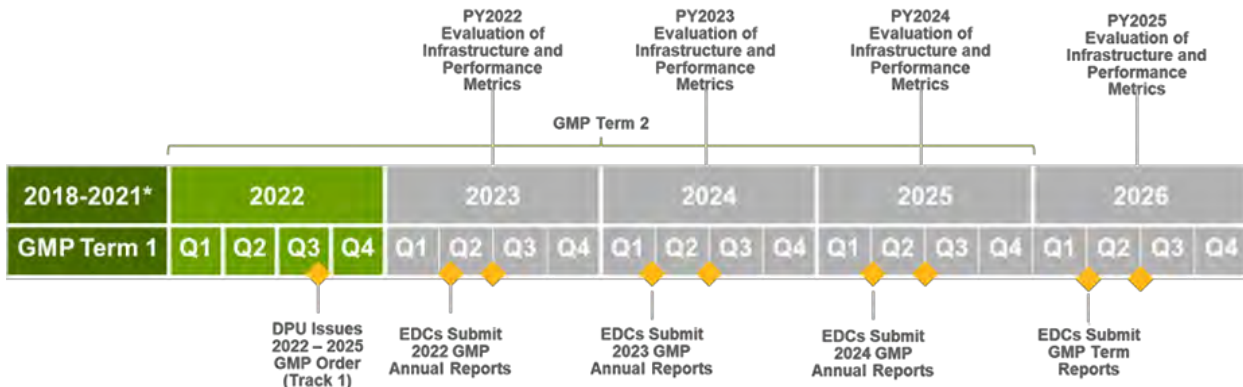 PY2022
Evaluation of
Infrastructure and
Performance
Metrics
PY2023
Evaluation of
Infrastructure and
Performance
Metrics
PY2024
Evaluation of
Infrastructure and
Performance
Metrics
PY2025
Evaluation of
Infrastructure and
Performance
Metrics
GMP Term 2
2018-2021* 2022 2023 2024 2025 2026
GMP Term 1 Q1 Q2 Q3 Q4 Q1 Q2 Q3 Q4 Q1 Q2 Q3 Q4 Q1 Q2 Q3 Q4 Q1 Q2 Q3 Q4
DPU Issues
2022 – 2025
GMP Order
(Track 1)
EDCs Submit
2022 GMP
Annual Reports
EDCs Submit
2023 GMP
Annual Reports
EDCs Submit
2024 GMP
Annual Reports
EDCs Submit
GMP Term
Reports